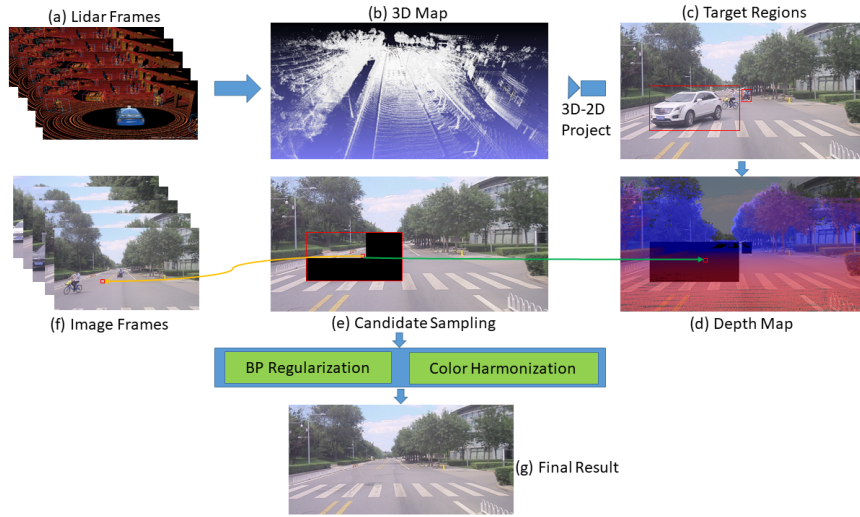 (a) Lidar Frames
(b) 3D Map
(c) Target Regions
3D-2D
Project
(f) Image Frames
(e) Candidate Sampling
(d) Depth Map
BP Regularization
Color Harmonization
(g) Final Result